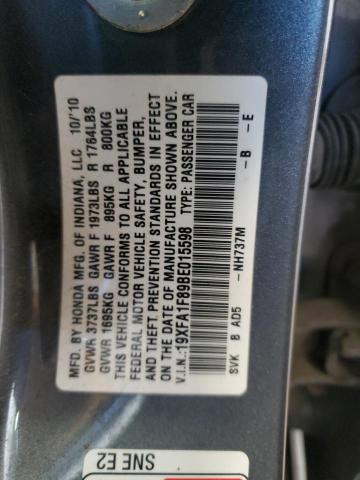 MFD. BY HONDA MFG. OF INDIANA, LLC 10/'10
GVWR 3737LBS GAWR F 1973LBS R 1764LBS
GVWR 1695KG GAWR F 895KG R 800KG
THIS VEHICLE CONFORMS TO ALL APPLICABLE
FEDERAL MOTOR VEHICLE SAFETY, BUMPER,
AND THEFT PREVENTION STANDARDS IN EFFECT
ON THE DATE OF MANUFACTURE SHOWN ABOVE.
V.I.N.:19XFA1F89BE015598 TYPE: PASSENGER CAR
SVK B AD5 -NH737M -B -E
SNE E2